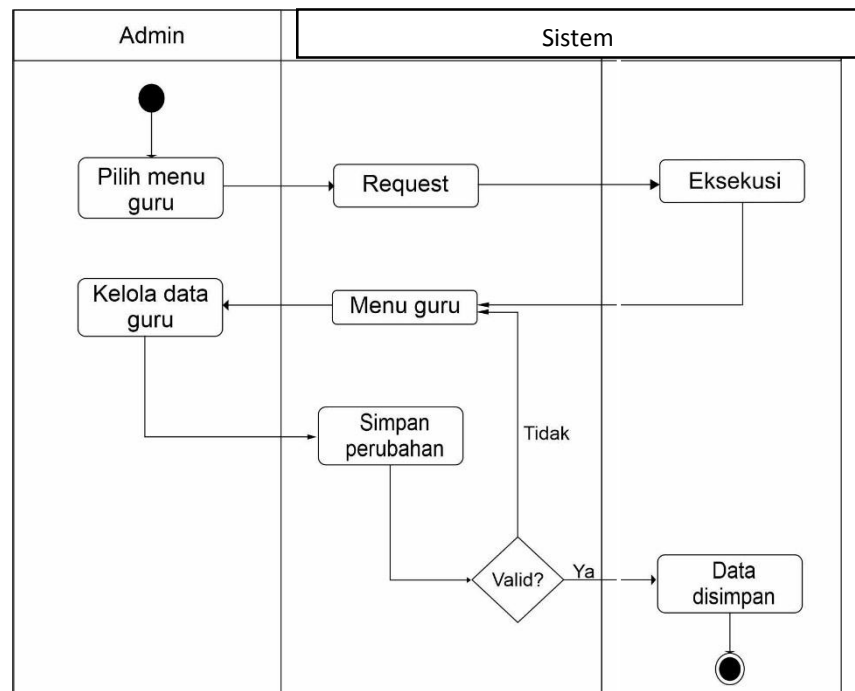 Admin
Sistem
Pilih menu
guru
Request
Eksekusi
Kelola data
guru
Menu guru
Simpan
perubahan
Tidak
Valid?
Ya
Data
disimpan